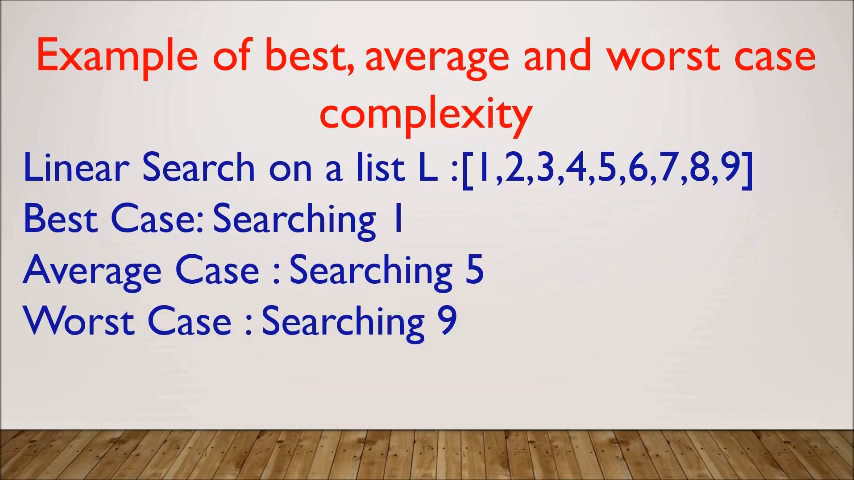 Example of best, average and worst case
complexity
Linear Search on a list L :[1,2,3,4,5,6,7,8,9]
Best Case: Searching 1
Average Case : Searching 5
Worst Case : Searching 9